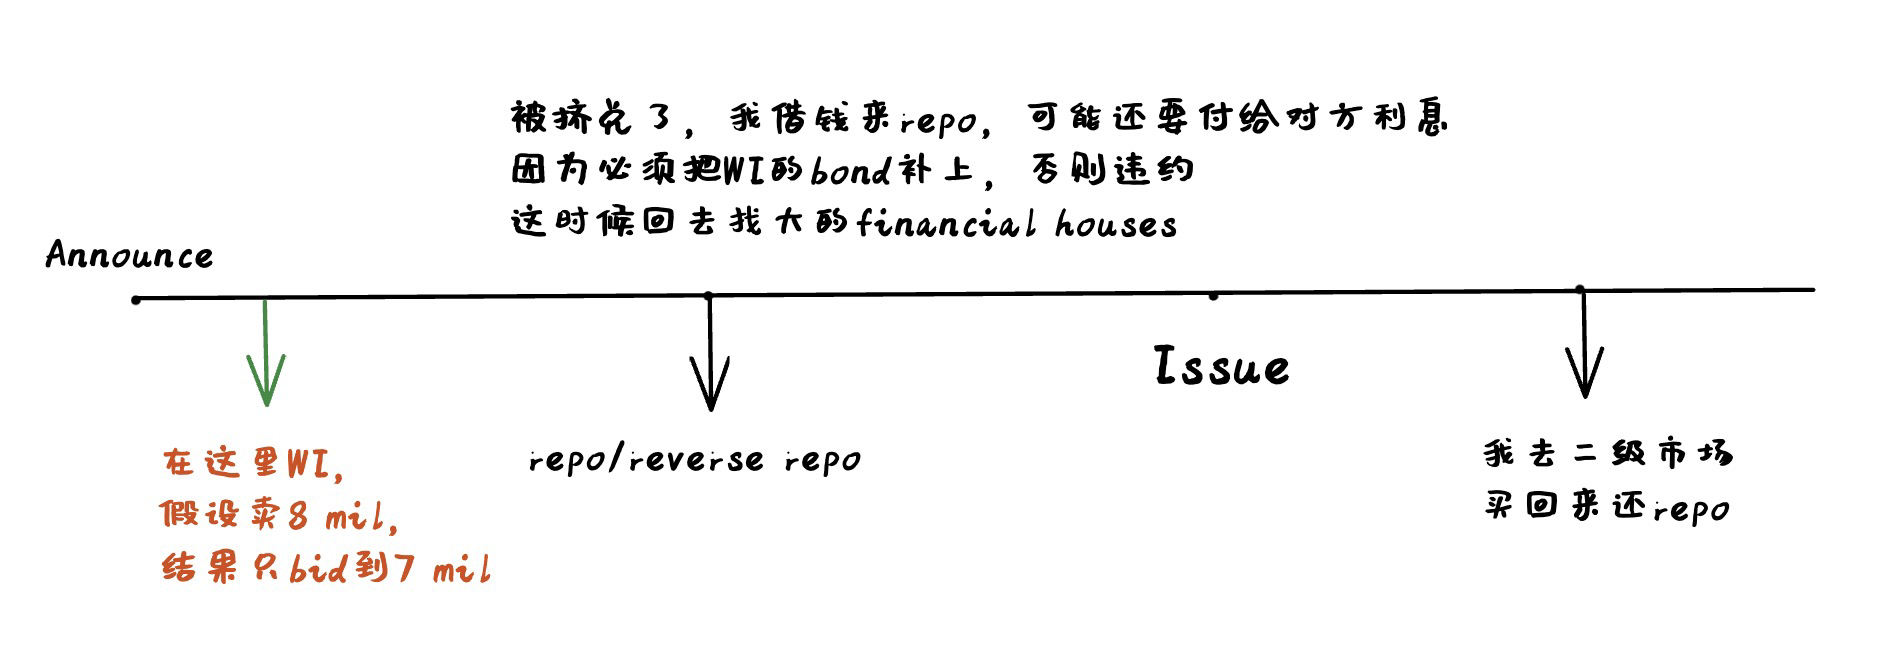 被挤兑了，我借钱来repo，可能还要付给对方利息
因为必须把WI的bond补上，否则违约
这时候回去找大的financial houses
Announce
Issue
在这里WI，
假设卖8 mil，
结果只bid到7 mil
repo/reverse repo
我去二级市场
买回来还repo